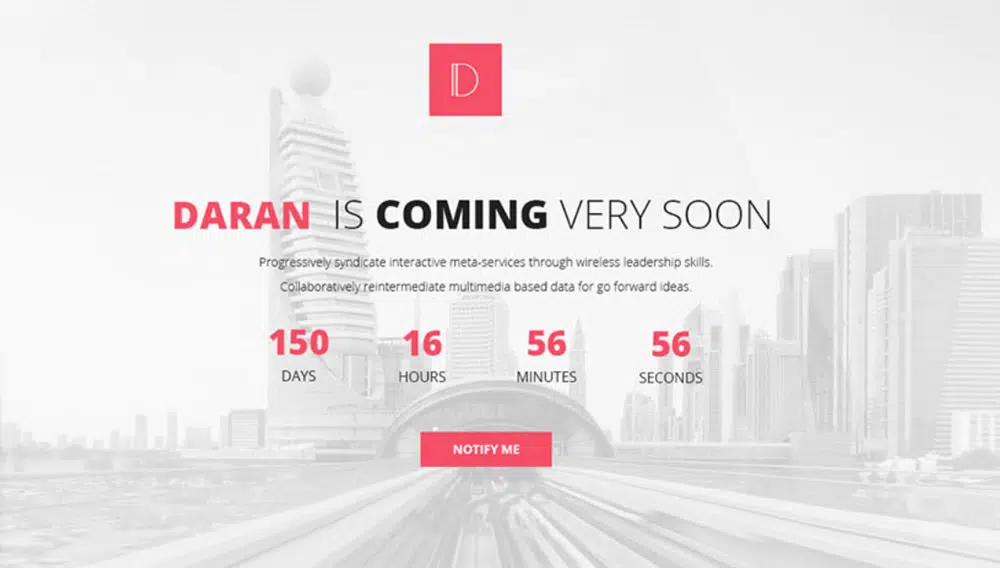 D
DARAN IS COMING VERY SOON
Progressively syndicate interactive meta-services through wireless leadership skills.
Collaboratively reintermediate multimedia based data for go forward ideas.
150 16 56 56
DAYS HOURS MINUTES SECONDS
NOTIFY ME